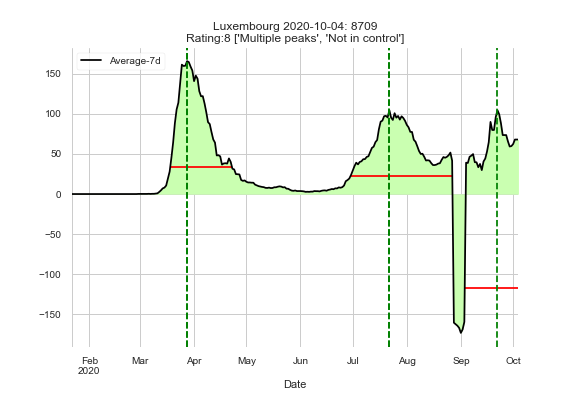 Luxembourg 2020-10-04: 8709
Rating:8 ['Multiple peaks', 'Not in control']
Average-7d
150
100
50
0
−50
−100
−150
Feb
2020
Mar
Apr
May
Jun
Jul
Aug
Sep
Oct
Date